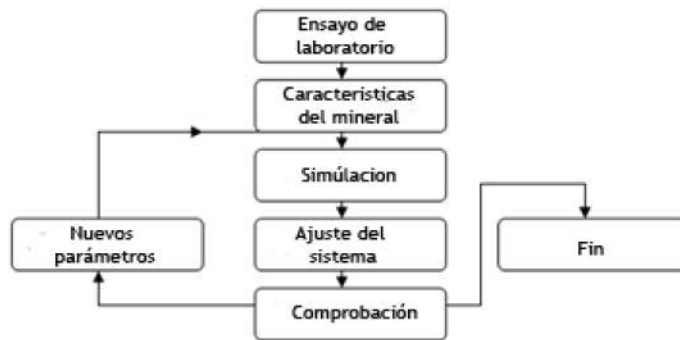 Ensayo de
laboratorio
Caracteristicas
del mineral
Simúlacion
Nuevos
parámetros
Ajuste del
sistema
Fin
Comprobación